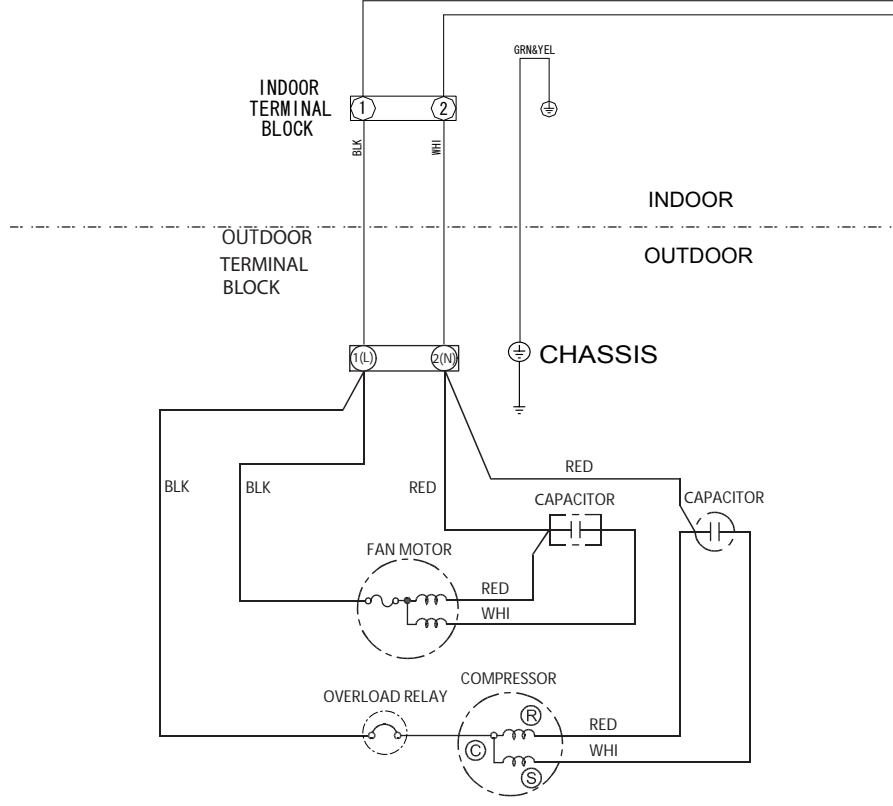 GRN&YEL
INDOOR
TERMINAL
BLOCK
1
2
BLK
WHI
INDOOR
OUTDOOR
TERMINAL
BLOCK
OUTDOOR
1(L)
2(N)
CHASSIS
BLK
BLK
RED
RED
CAPACITOR
CAPACITOR
FAN MOTOR
RED
WHI
COMPRESSOR
OVERLOAD RELAY
R
RED
C
WHI
S